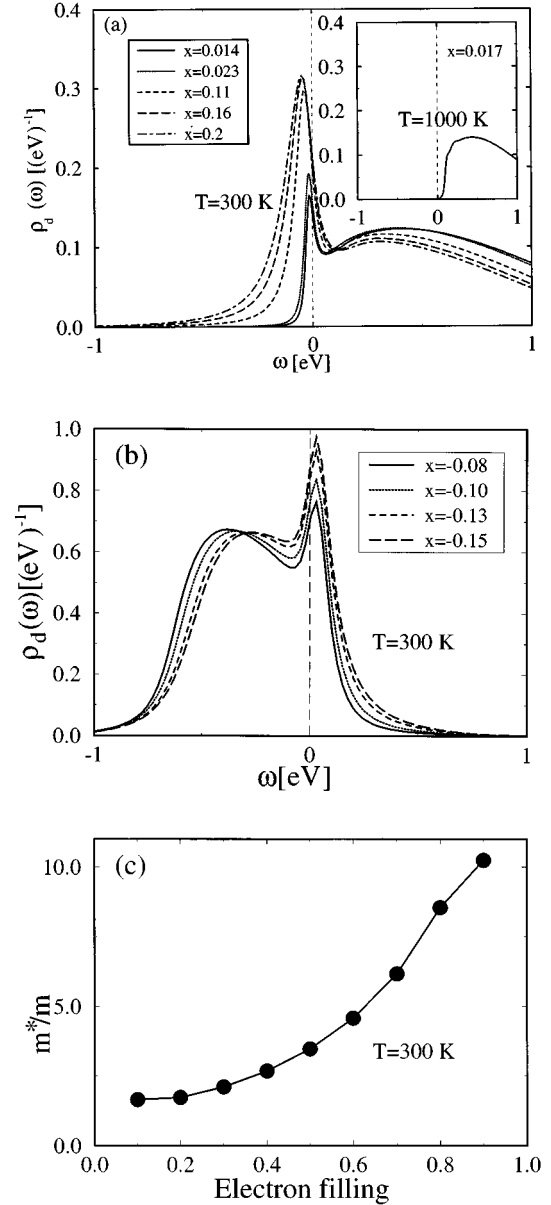 (a)
0.4
0.3
0.2
0.1
0.0
ρd (ω) [(eV)-1]
x=0.014
x=0.023
x=0.11
x=0.16
x=0.2
T=300 K
0.4
0.3
0.2
0.1
0.0
x=0.017
T=1000 K
-1 0 1
-1 0 1
ω [eV]
(b)
1.0
0.8
0.6
0.4
0.2
0.0
ρd(ω)[(eV)-1]
x=-0.08
x=-0.10
x=-0.13
x=-0.15
T=300 K
-1 0 1
ω[eV]
(c)
10.0
5.0
0.0
m*/m
T=300 K
0.0 0.2 0.4 0.6 0.8 1.0
Electron filling